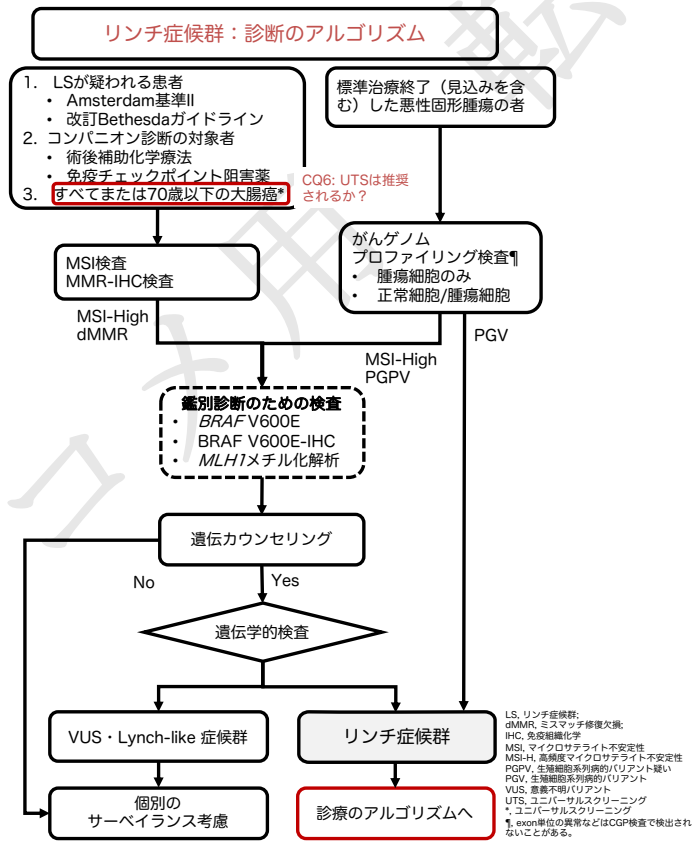 リンチ症候群：診断のアルゴリズム
1. LSが疑われる患者
• Amsterdam基準II
• 改訂Bethesdaガイドライン
2. コンパニオン診断の対象者
• 術後補助化学療法
• 免疫チェックポイント阻害薬
3. すべてまたは70歳以下の大腸癌*
CQ6: UTSは推奨
されるか？
標準治療終了（見込みを含
む）した悪性固形腫瘍の者
MSI検査
MMR-IHC検査
がんゲノム
プロファイリング検査¶
• 腫瘍細胞のみ
• 正常細胞/腫瘍細胞
MSI-High
dMMR
MSI-High
PGPV
PGV
鑑別診断のための検査
• BRAF V600E
• BRAF V600E-IHC
• MLH1メチル化解析
遺伝カウンセリング
No
Yes
遺伝学的検査
VUS・Lynch-like 症候群
リンチ症候群
個別の
サーベイランス考慮
診療のアルゴリズムへ
LS, リンチ症候群;
dMMR, ミスマッチ修復欠損;
IHC, 免疫組織化学
MSI, マイクロサテライト不安定性
MSI-H, 高頻度マイクロサテライト不安定性
PGPV, 生殖細胞系列病的バリアント疑い
PGV, 生殖細胞系列病的バリアント
VUS, 意義不明バリアント
UTS, ユニバーサルスクリーニング
*, ユニバーサルスクリーニング
¶, exon単位の異常などはCGP検査で検出され
ないことがある。